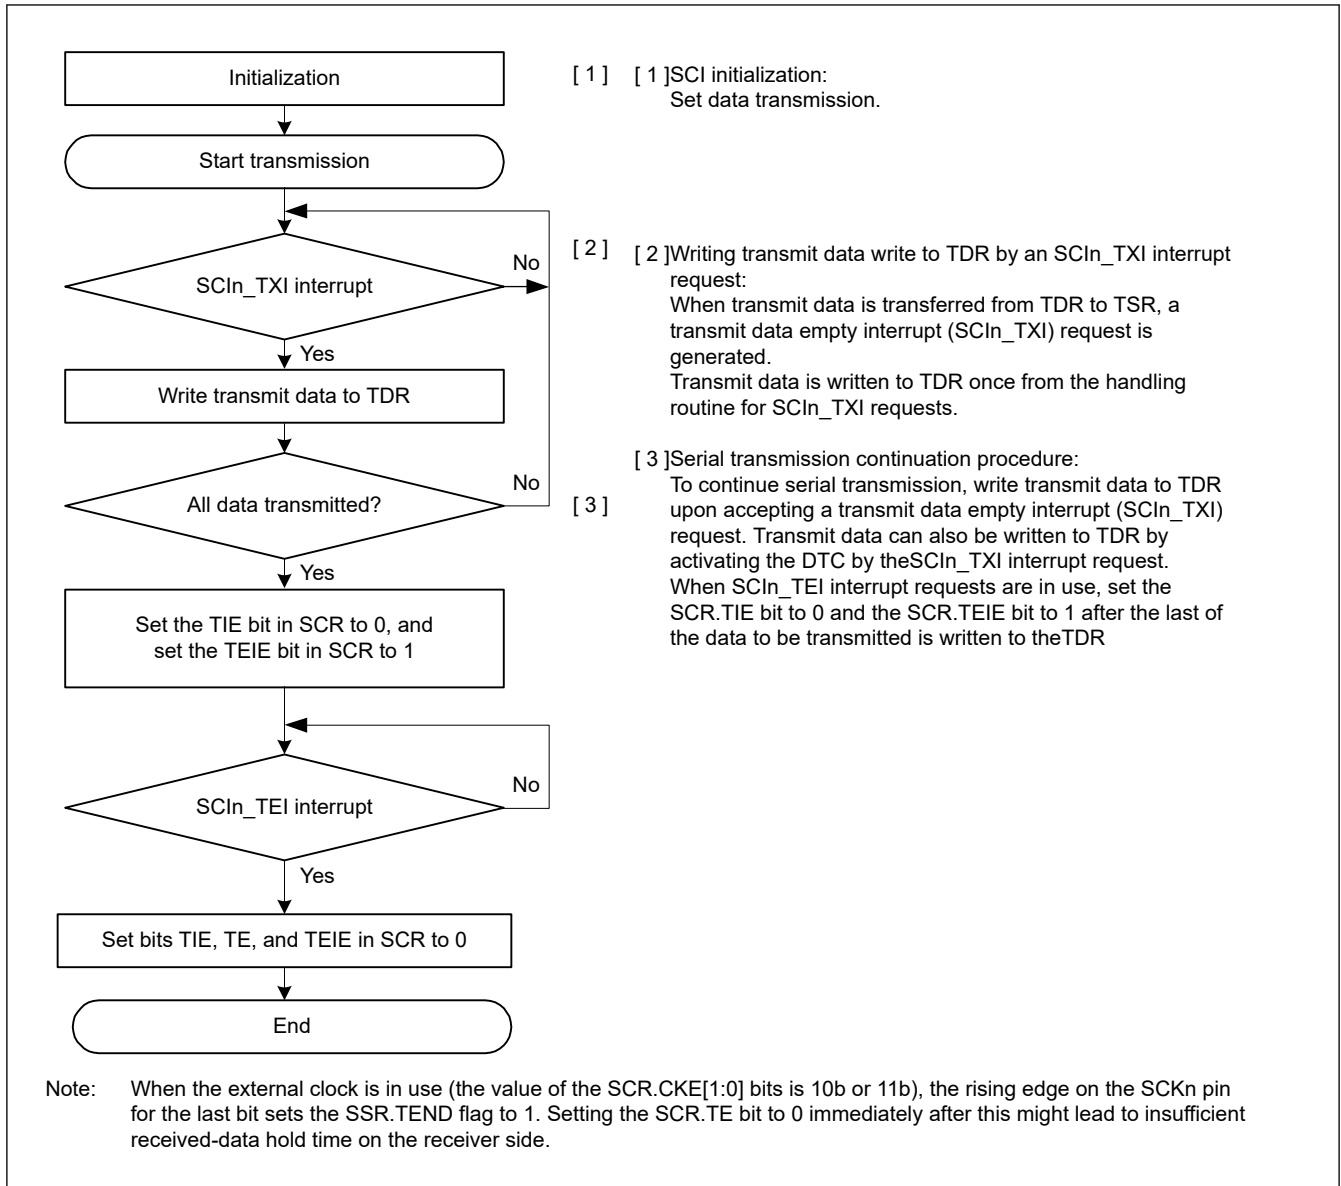 Initialization
[ 1 ]
[ 1 ]SCI initialization:
Set data transmission.
Start transmission
SCIn_TXI interrupt
No
Yes
[ 2 ]
[ 2 ]Writing transmit data write to TDR by an SCIn_TXI interrupt
request:
When transmit data is transferred from TDR to TSR, a
transmit data empty interrupt (SCIn_TXI) request is
generated.
Transmit data is written to TDR once from the handling
routine for SCIn_TXI requests.
Write transmit data to TDR
All data transmitted?
No
Yes
[ 3 ]
[ 3 ]Serial transmission continuation procedure:
To continue serial transmission, write transmit data to TDR
upon accepting a transmit data empty interrupt (SCIn_TXI)
request. Transmit data can also be written to TDR by
activating the DTC by theSCIn_TXI interrupt request.
When SCIn_TEI interrupt requests are in use, set the
SCR.TIE bit to 0 and the SCR.TEIE bit to 1 after the last of
the data to be transmitted is written to theTDR
Set the TIE bit in SCR to 0, and
set the TEIE bit in SCR to 1
SCIn_TEI interrupt
No
Yes
Set bits TIE, TE, and TEIE in SCR to 0
End
Note: When the external clock is in use (the value of the SCR.CKE[1:0] bits is 10b or 11b), the rising edge on the SCKn pin
for the last bit sets the SSR.TEND flag to 1. Setting the SCR.TE bit to 0 immediately after this might lead to insufficient
received-data hold time on the receiver side.